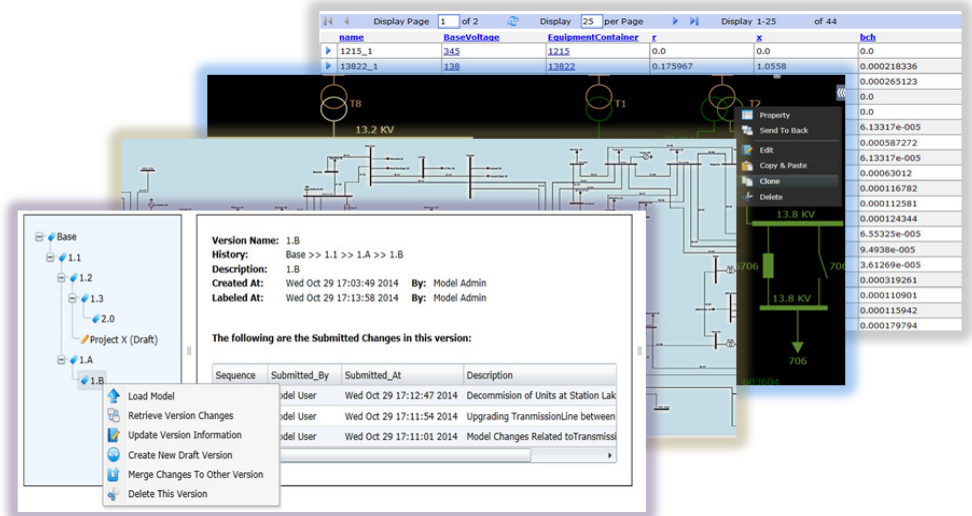 Display Page 1 of 2 Display 25 per Page Display 1-25 of 44
name BaseVoltage EquipmentContainer r x bch
1215_1 345 1215 0.0 0.0 0.0
13822_1 138 13822 0.175967 1.0558 0.000218336
0.000265123
0.0
0.0
6.13317e-005
0.000587272
6.13317e-005
0.00063012
0.000116782
0.000112581
0.000124344
6.55325e-005
9.4938e-005
3.61269e-005
0.000319261
0.000110901
0.000115942
0.000179794
T8
T1
T2
13.2 KV
Property
Send To Back
Edit
Copy & Paste
Clone
Delete
13.8 KV
5706
706
13.8 KV
706
603604
Base
1.1
1.2
1.3
2.0
Project X (Draft)
1.A
1.B
Load Model
Retrieve Version Changes
Update Version Information
Create New Draft Version
Merge Changes To Other Version
Delete This Version
Version Name: 1.B
History: Base >> 1.1 >> 1.A >> 1.B
Description: 1.B
Created At: Wed Oct 29 17:03:49 2014 By: Model Admin
Labeled At: Wed Oct 29 17:13:58 2014 By: Model Admin
The following are the Submitted Changes in this version:
Sequence Submitted_By Submitted_At Description
del User Wed Oct 29 17:12:47 2014 Decommision of Units at Station Lak
del User Wed Oct 29 17:11:54 2014 Upgrading TranmissionLine between
del User Wed Oct 29 17:11:01 2014 Model Changes Related toTransmissi